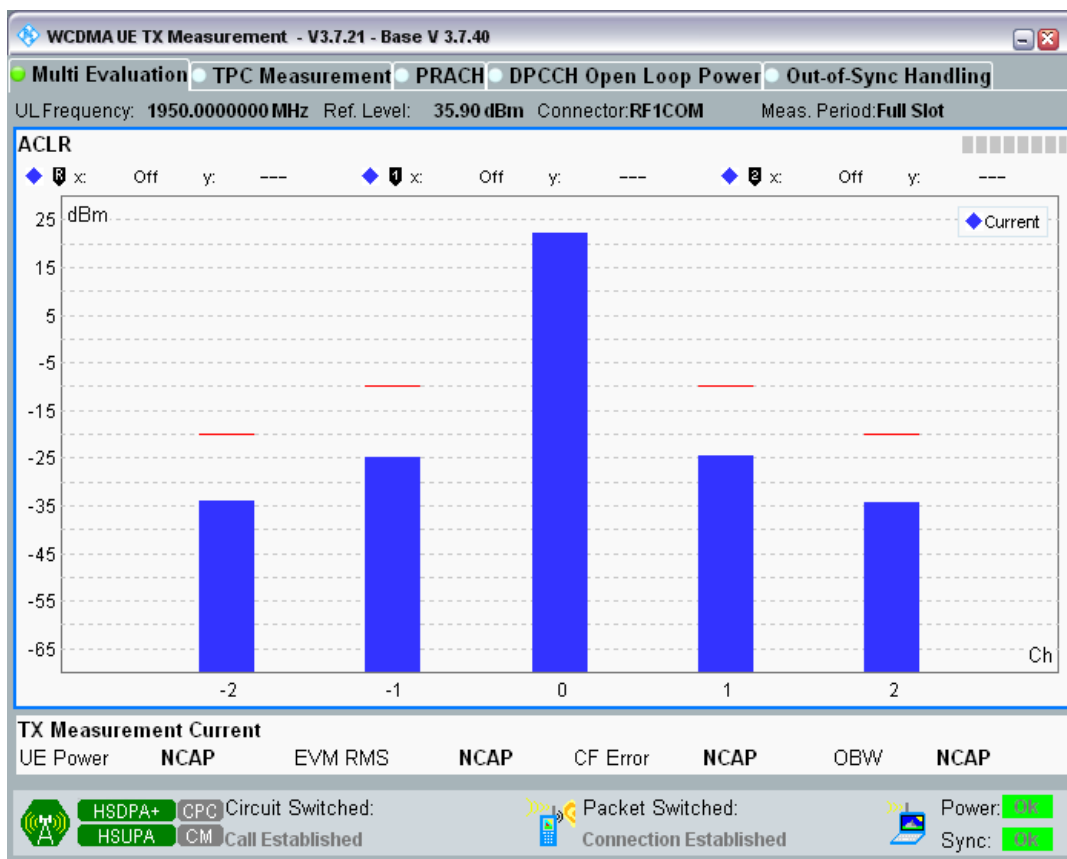 WCDMA UE TX Measurement - V3.7.21 - Base V 3.7.40
Multi Evaluation TPC Measurement PRACH DPCCH Open Loop Power Out-of-Sync Handling
UL Frequency: 1950.0000000 MHz Ref. Level: 35.90 dBm Connector:RF1COM Meas. Period:Full Slot
ACLR
R x: Off y: --- 1 x: Off y: --- 2 x: Off y: ---
dBm
Current
25
15
5
-5
-15
-25
-35
-45
-55
-65
Ch
-2 -1 0 1 2
TX Measurement Current
UE Power NCAP EVM RMS NCAP CF Error NCAP OBW NCAP
HSDPA+ CPC Circuit Switched: Packet Switched: Power: Ok
HSUPA CM Call Established Connection Established Sync: Ok